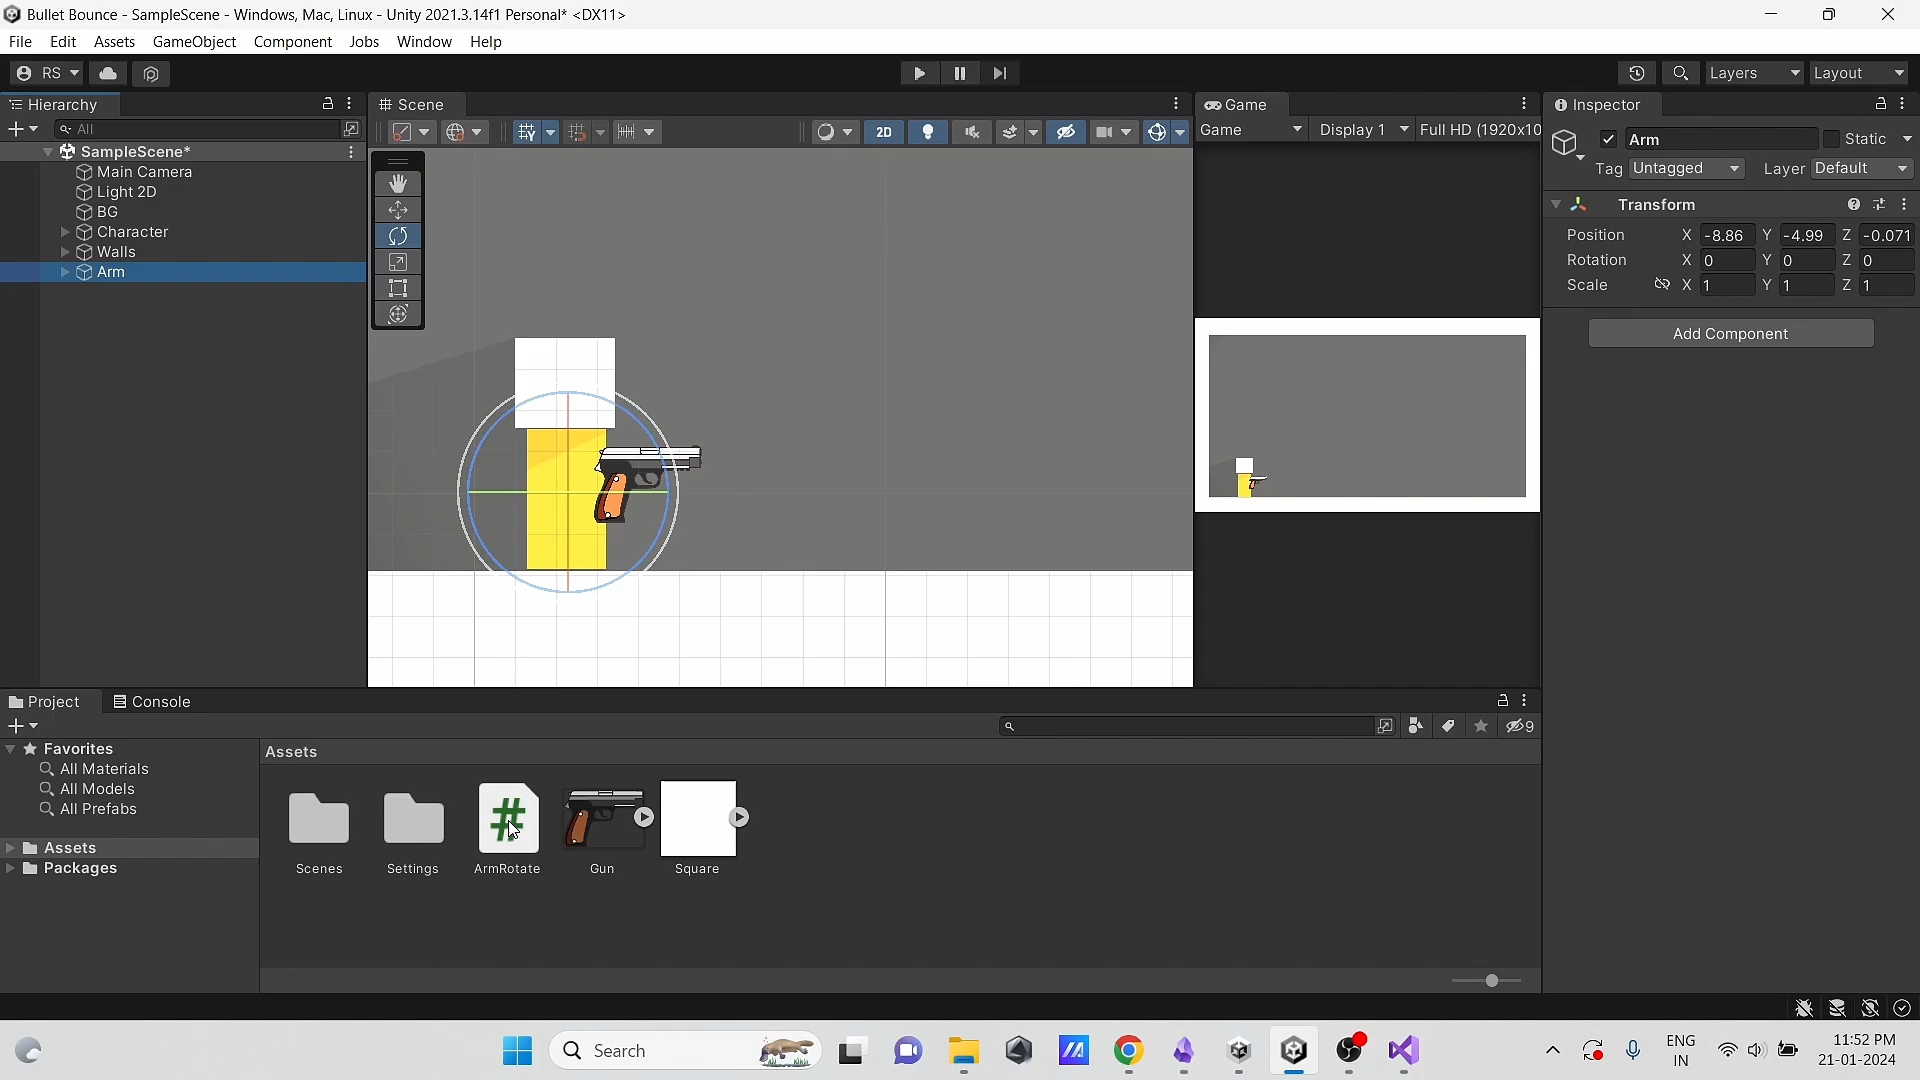 Bullet Bounce - SampleScene - Windows, Mac, Linux - Unity 2021.3.14f1 Personal* <DX11>
File Edit Assets GameObject Component Jobs Window Help
RS Layers Layout
Hierarchy
All
SampleScene*
Main Camera
Light 2D
BG
Character
Walls
Arm
Scene
2D
Game
Game Display 1 Full HD (1920x10
Inspector
Arm Static
Tag Untagged Layer Default
Transform
Position X -8.86 Y -4.99 Z -0.071
Rotation X 0 Y 0 Z 0
Scale X 1 Y 1 Z 1
Add Component
Project Console
9
Favorites
All Materials
All Models
All Prefabs
Assets
Packages
Assets
Scenes Settings ArmRotate Gun Square
Search
ENG
IN
11:52 PM
21-01-2024